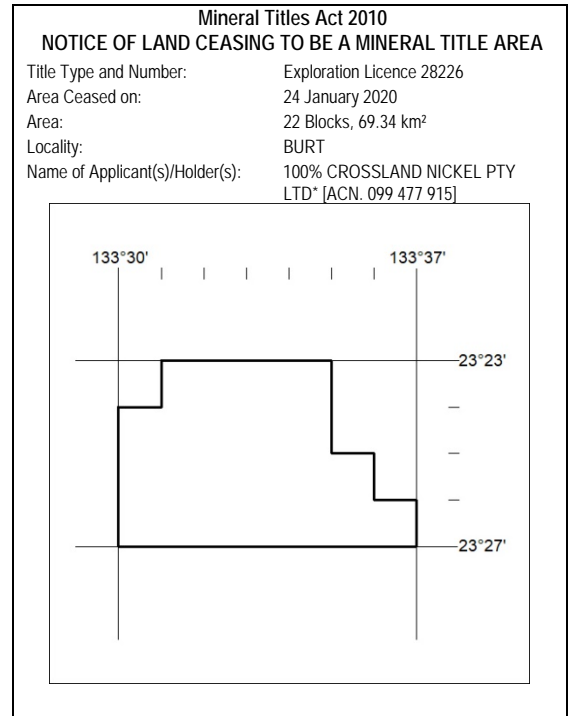 Mineral Titles Act 2010
NOTICE OF LAND CEASING TO BE A MINERAL TITLE AREA
Title Type and Number: Exploration Licence 28226
Area Ceased on: 24 January 2020
Area: 22 Blocks, 69.34 km²
Locality: BURT
Name of Applicant(s)/Holder(s): 100% CROSSLAND NICKEL PTY
LTD* [ACN. 099 477 915]
133°30' 133°37'
23°23'
23°27'